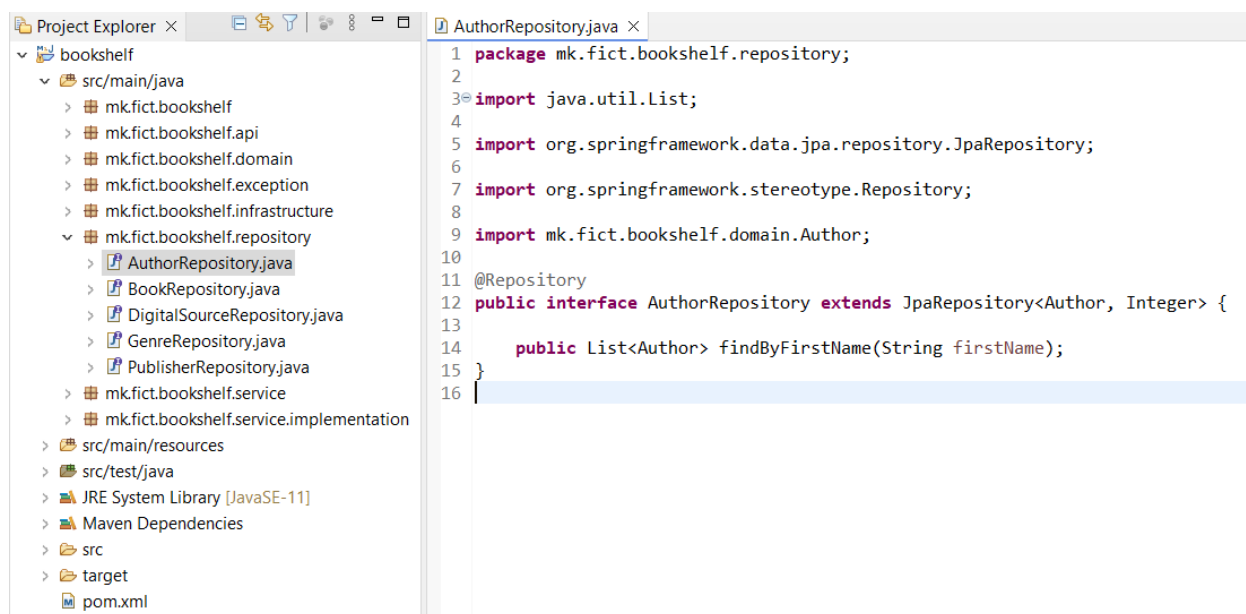 Project Explorer
bookshelf
src/main/java
mk.fict.bookshelf
mk.fict.bookshelf.api
mk.fict.bookshelf.domain
mk.fict.bookshelf.exception
mk.fict.bookshelf.infrastructure
mk.fict.bookshelf.repository
AuthorRepository.java
BookRepository.java
DigitalSourceRepository.java
GenreRepository.java
PublisherRepository.java
mk.fict.bookshelf.service
mk.fict.bookshelf.service.implementation
src/main/resources
src/test/java
JRE System Library [JavaSE-11]
Maven Dependencies
src
target
pom.xml
AuthorRepository.java
1 package mk.fict.bookshelf.repository;
2
3 import java.util.List;
4
5 import org.springframework.data.jpa.repository.JpaRepository;
6
7 import org.springframework.stereotype.Repository;
8
9 import mk.fict.bookshelf.domain.Author;
10
11 @Repository
12 public interface AuthorRepository extends JpaRepository<Author, Integer> {
13
14 public List<Author> findByFirstName(String firstName);
15 }
16